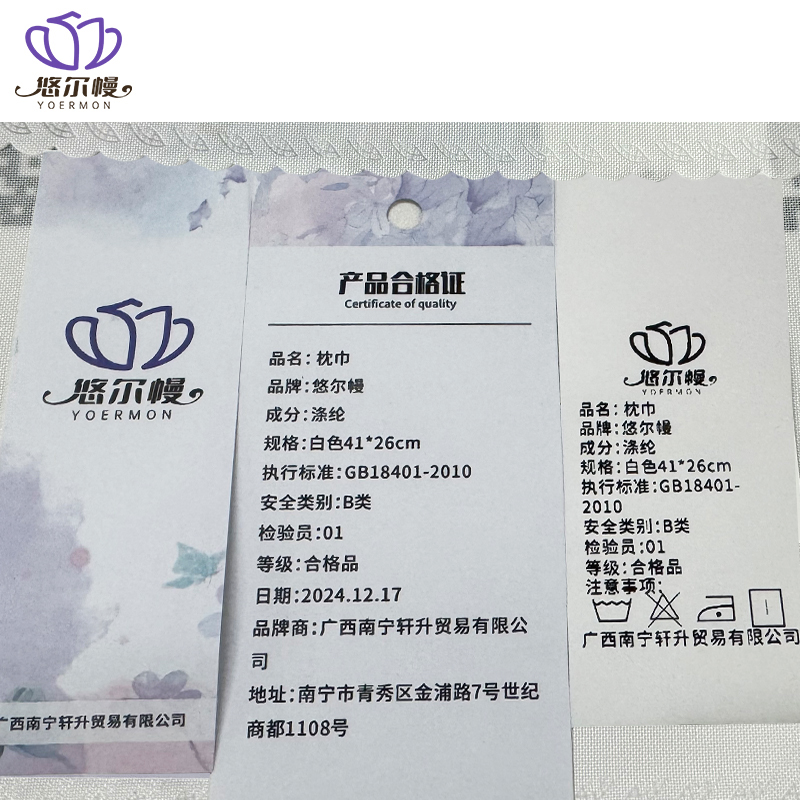 悠尔幔
YOERMON
悠尔幔
YOERMON
广西南宁轩升贸易有限公司
产品合格证
Certificate of quality
品名：枕巾
品牌：悠尔幔
成分：涤纶
规格：白色41*26cm
执行标准：GB18401-2010
安全类别：B类
检验员：01
等级：合格品
日期：2024.12.17
品牌商：广西南宁轩升贸易有限公
司
地址：南宁市青秀区金浦路7号世纪
商都1108号
悠尔幔
YOERMON
品名：枕巾
品牌：悠尔幔
成分：涤纶
规格：白色41*26cm
执行标准：GB18401-
2010
安全类别：B类
检验员：01
等级：合格品
注意事项：
广西南宁轩升贸易有限公司